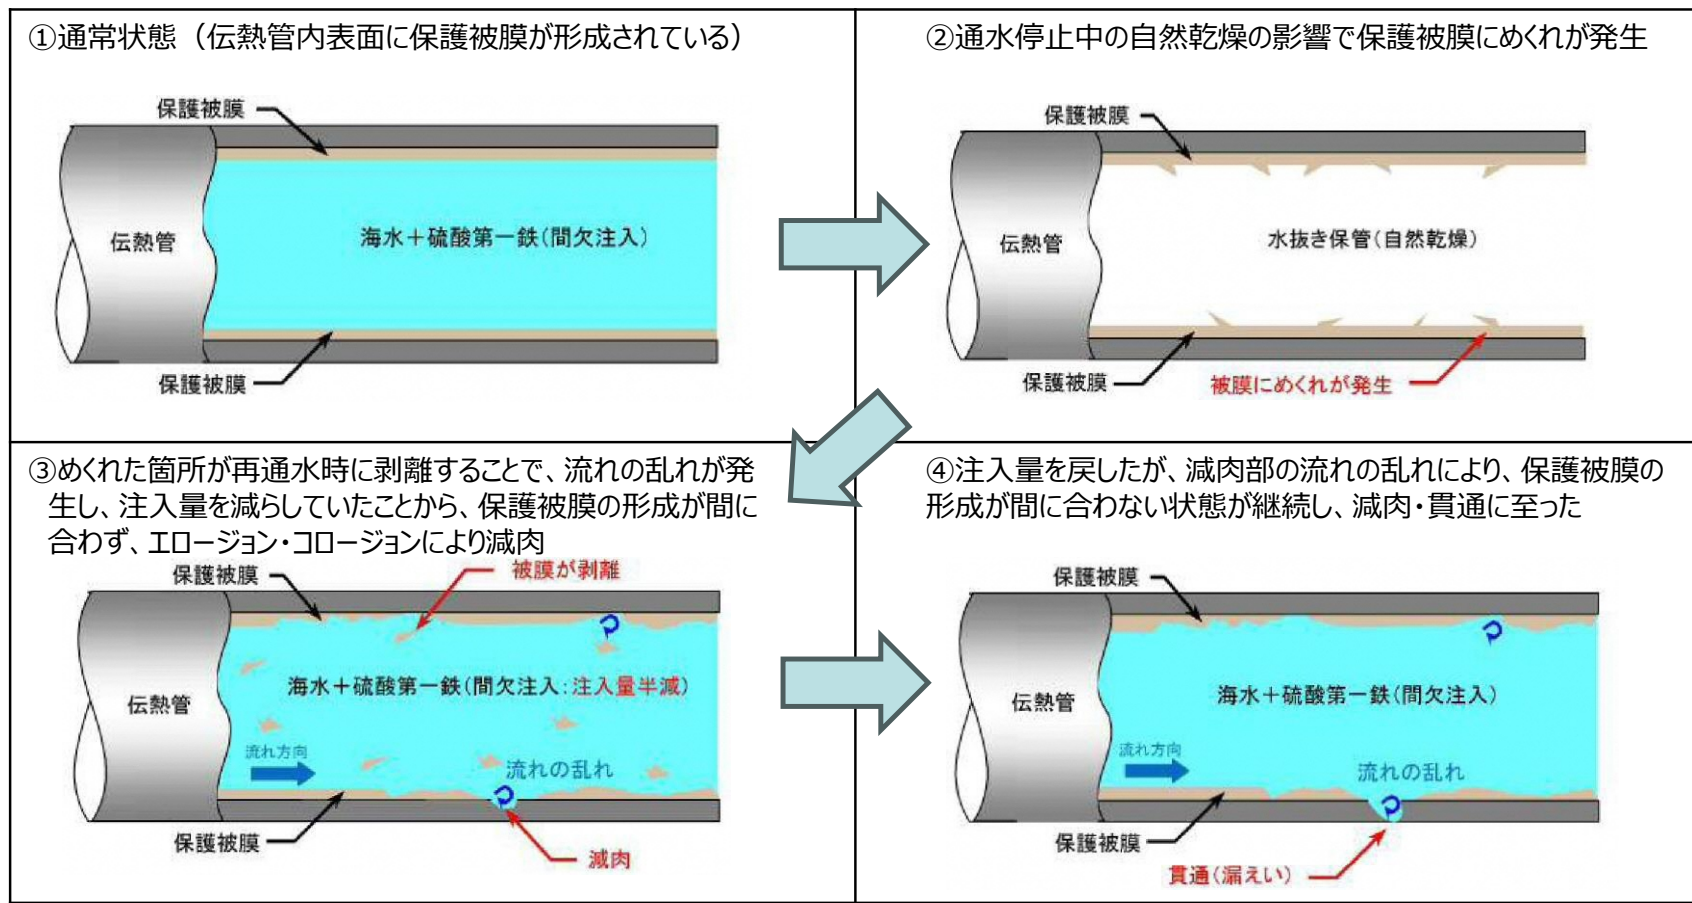 ①通常状態（伝熱管内表面に保護被膜が形成されている）
保護被膜
伝熱管
海水＋硫酸第一鉄(間欠注入)
保護被膜
②通水停止中の自然乾燥の影響で保護被膜にめくれが発生
保護被膜
伝熱管
水抜き保管(自然乾燥)
保護被膜
被膜にめくれが発生
③めくれた箇所が再通水時に剥離することで、流れの乱れが発
生し、注入量を減らしていたことから、保護被膜の形成が間に
合わず、エロージョン・コロージョンにより減肉
保護被膜
被膜が剥離
伝熱管
海水＋硫酸第一鉄(間欠注入:注入量半減)
流れ方向
流れの乱れ
保護被膜
減肉
④注入量を戻したが、減肉部の流れの乱れにより、保護被膜の
形成が間に合わない状態が継続し、減肉・貫通に至った
保護被膜
伝熱管
海水＋硫酸第一鉄(間欠注入)
流れ方向
流れの乱れ
保護被膜
貫通(漏えい)